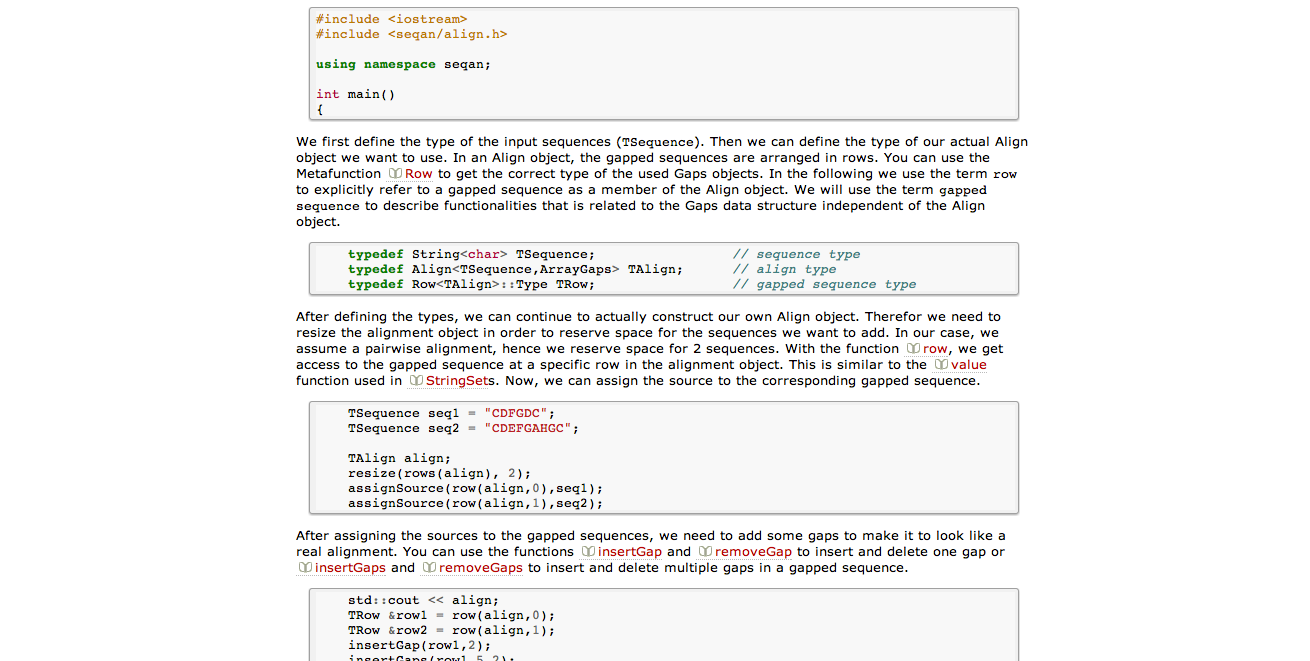 #include <iostream>
#include <seqan/align.h>
using namespace seqan;
int main()
{
We first define the type of the input sequences (TSequence). Then we can define the type of our actual Align
object we want to use. In an Align object, the gapped sequences are arranged in rows. You can use the
Metafunction Row to get the correct type of the used Gaps objects. In the following we use the term row
to explicitly refer to a gapped sequence as a member of the Align object. We will use the term gapped
sequence to describe functionalities that is related to the Gaps data structure independent of the Align
object.
typedef String<char> TSequence; // sequence type
typedef Align<TSequence,ArrayGaps> TAlign; // align type
typedef Row<TAlign>::Type TRow; // gapped sequence type
After defining the types, we can continue to actually construct our own Align object. Therefor we need to
resize the alignment object in order to reserve space for the sequences we want to add. In our case, we
assume a pairwise alignment, hence we reserve space for 2 sequences. With the function row, we get
access to the gapped sequence at a specific row in the alignment object. This is similar to the value
function used in StringSets. Now, we can assign the source to the corresponding gapped sequence.
TSequence seq1 = "CDFGDC";
TSequence seq2 = "CDEFGAHGC";
TAlign align;
resize(rows(align), 2);
assignSource(row(align,0),seq1);
assignSource(row(align,1),seq2);
After assigning the sources to the gapped sequences, we need to add some gaps to make it to look like a
real alignment. You can use the functions insertGap and removeGap to insert and delete one gap or
insertGaps and removeGaps to insert and delete multiple gaps in a gapped sequence.
std::cout << align;
TRow &row1 = row(align,0);
TRow &row2 = row(align,1);
insertGap(row1,2);
insertGaps(row1,5,2);